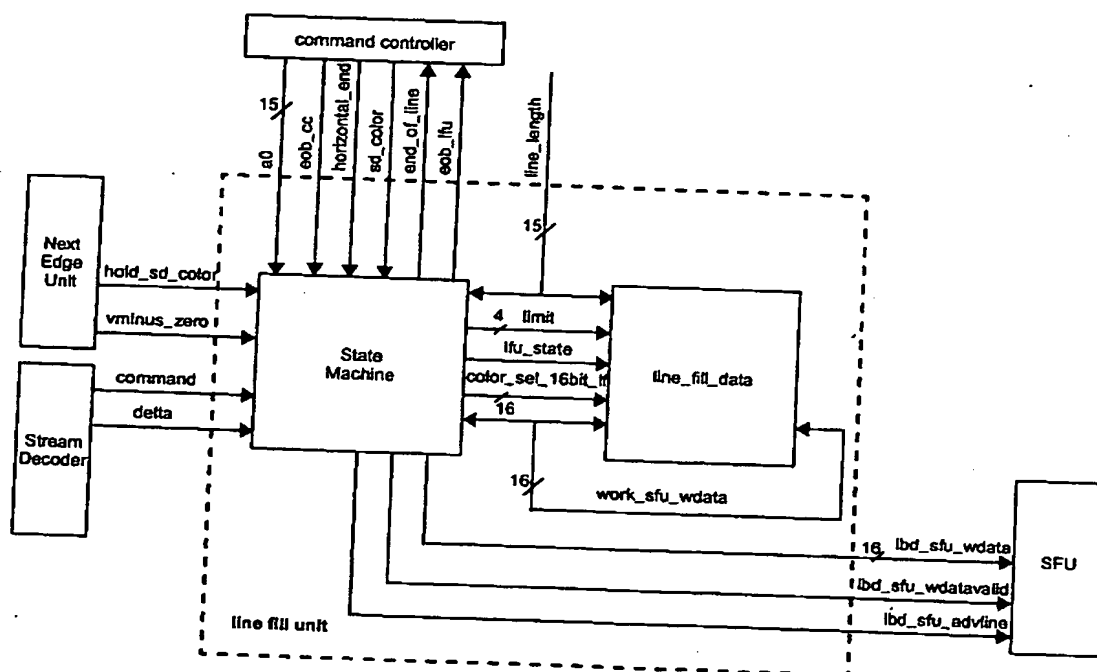 command controller
15
a0
eob_cc
horizontal_end
sd_color
end_of_line
eob_lfu
line_length
15
Next
Edge
Unit
hold_sd_color
vminus_zero
Stream
Decoder
command
delta
State
Machine
4
limit
lfu_state
color_sel_16bit_lf
16
line_fill_data
16
work_sfu_wdata
16
lbd_sfu_wdata
lbd_sfu_wdatavalid
lbd_sfu_advline
SFU
line fill unit